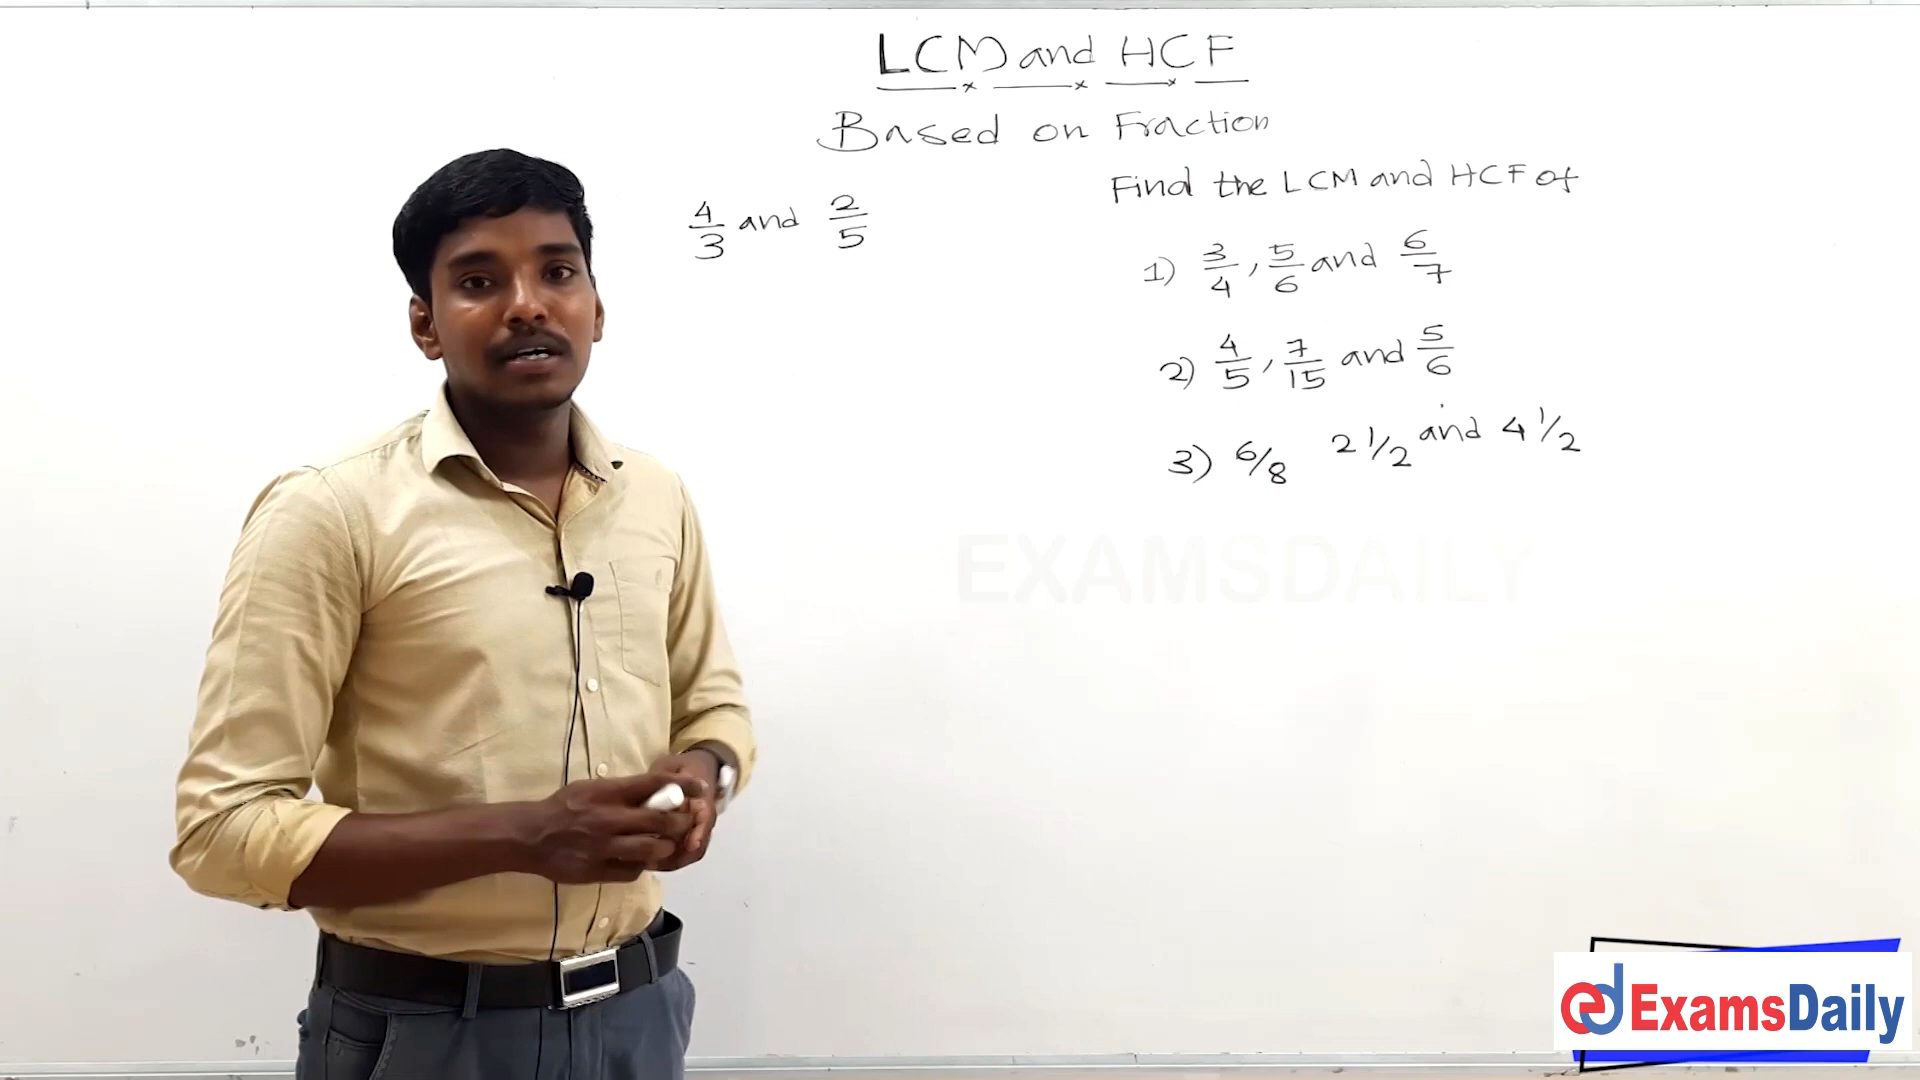 LCM and HCF
Based on Fraction
4/3 and 2/5
Find the LCM and HCF of
1) 3/4, 5/6 and 6/7
2) 4/5, 7/15 and 5/6
3) 6/8 2 1/2 and 4 1/2
EXAMSDAILY
ed ExamsDaily